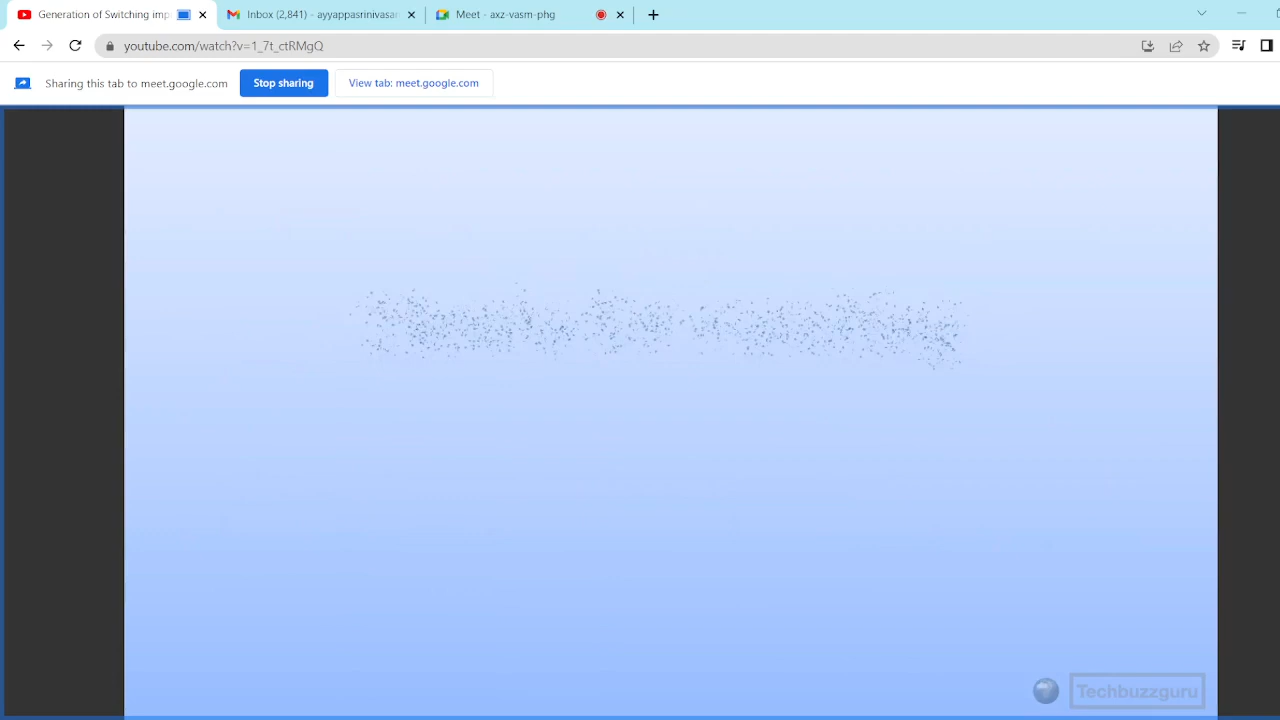 Generation of Switching imp
Inbox (2,841) - ayyappasrinivasan
Meet - axz-vasm-phg
youtube.com/watch?v=1_7t_ctRMgQ
Sharing this tab to meet.google.com
Stop sharing
View tab: meet.google.com
Techbuzzguru